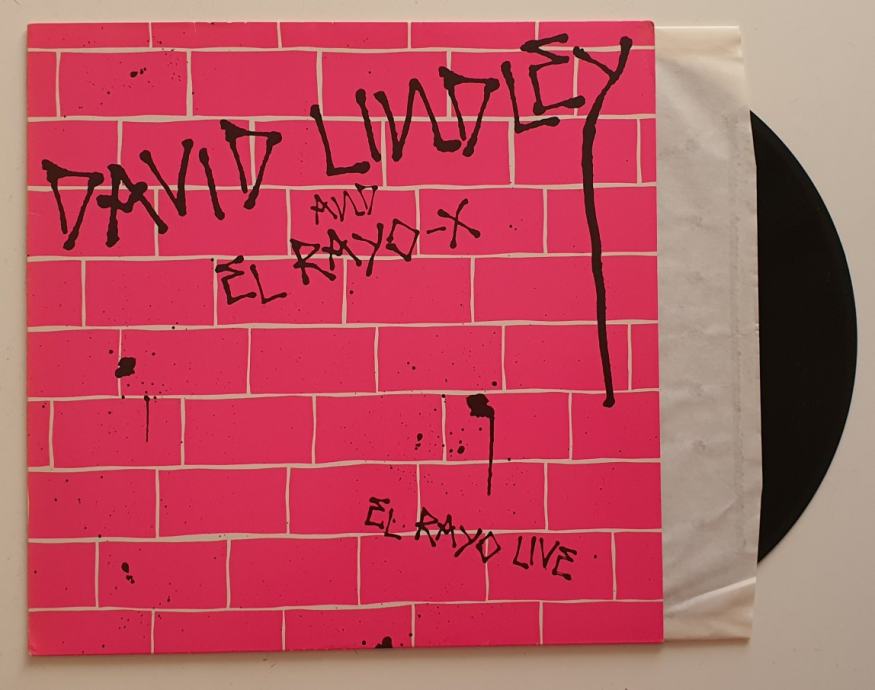 DAVID LINDLEY
AND
EL RAYO-X
EL RAYO LIVE